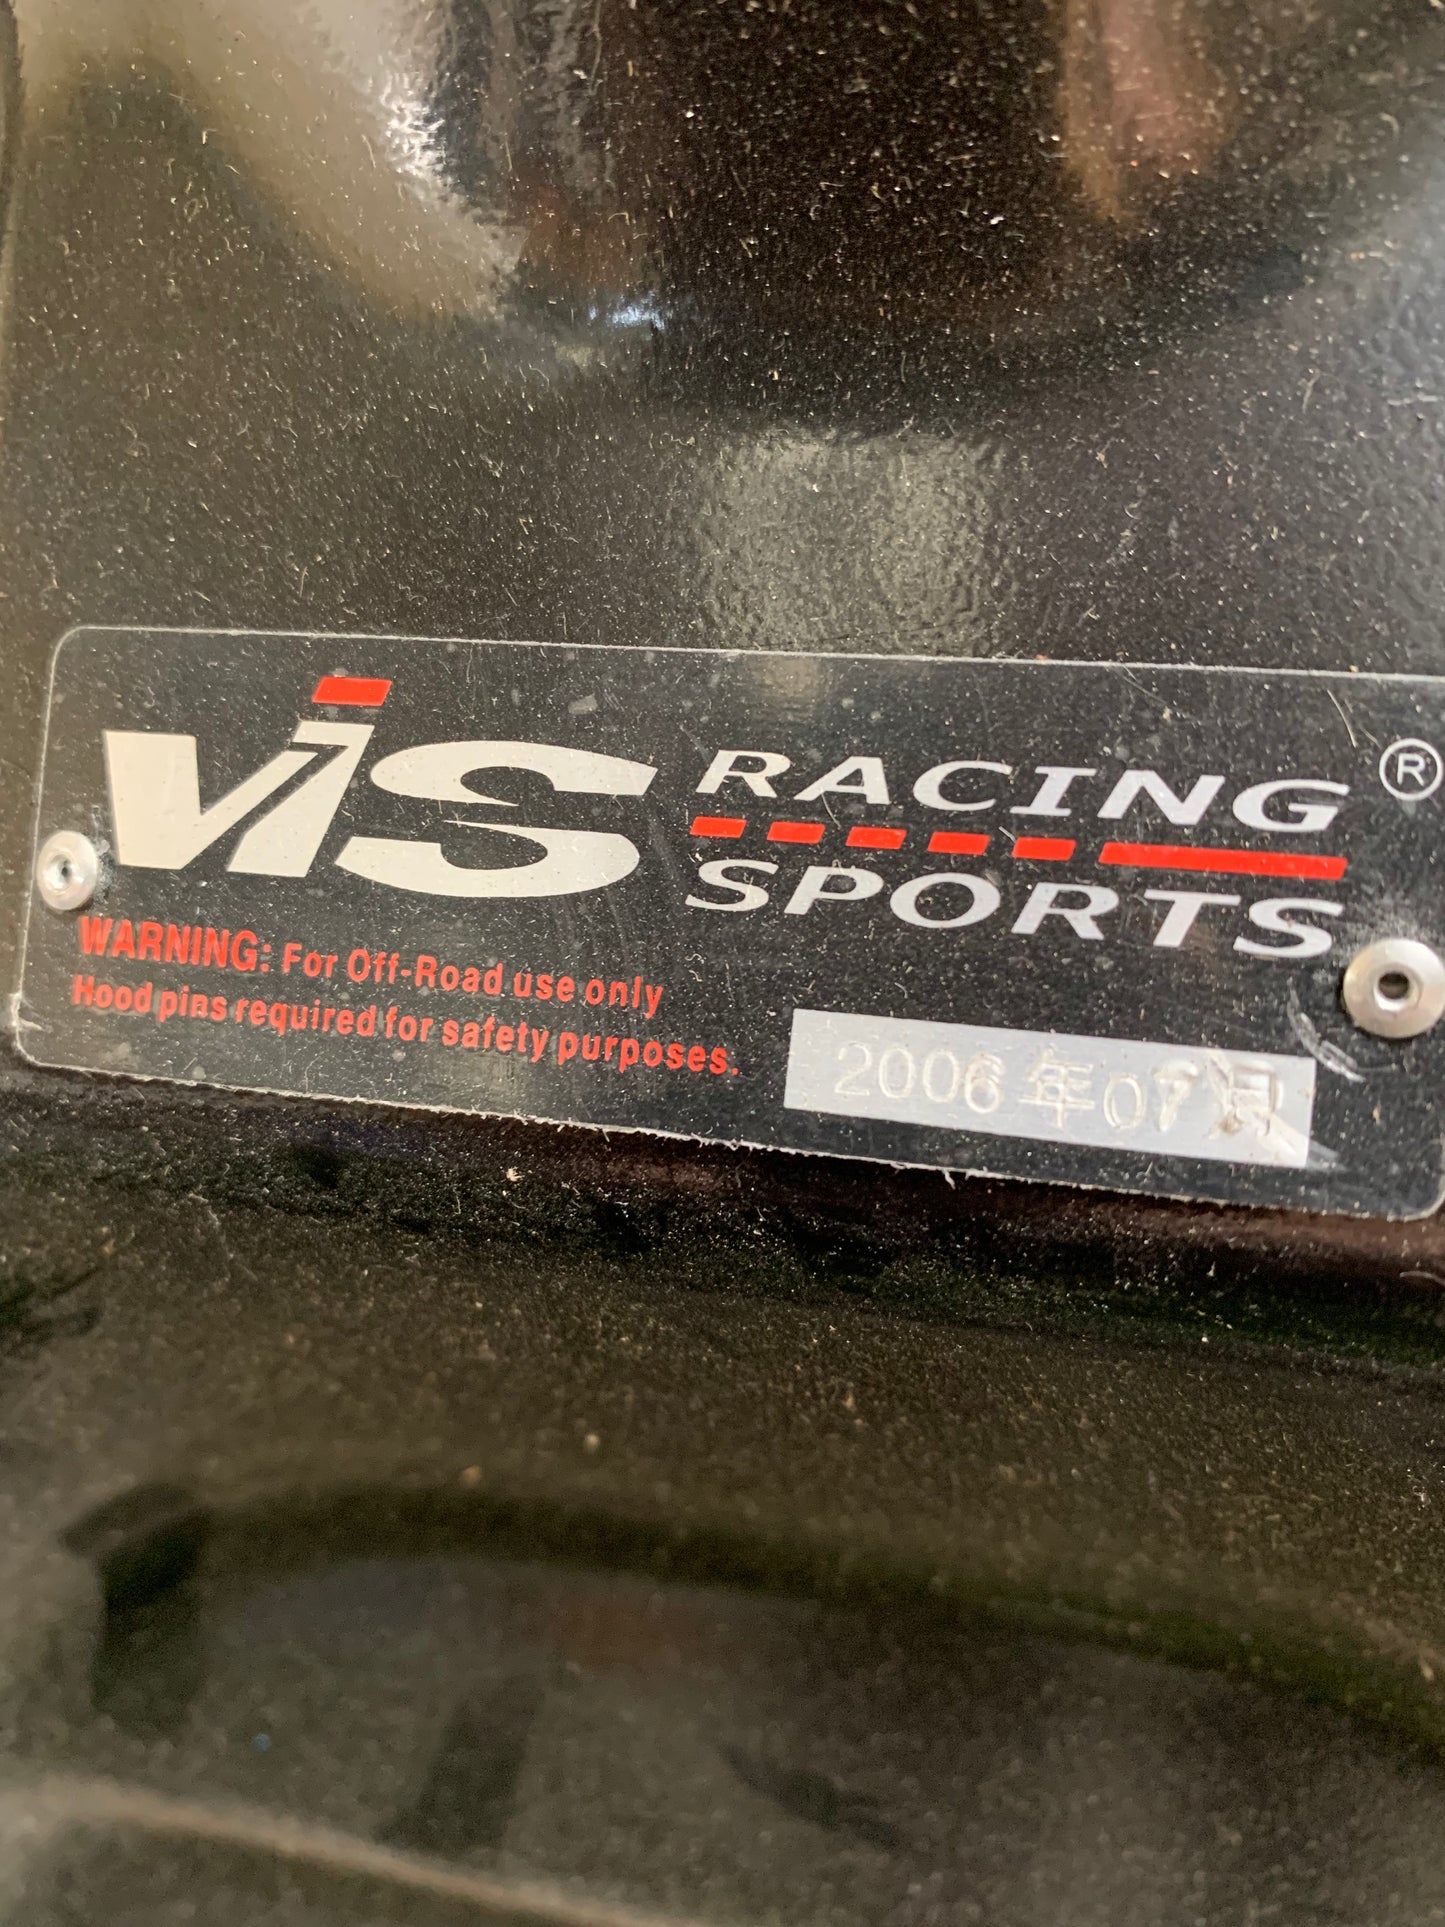 ViS RACING ®
SPORTS
WARNING: For Off-Road use only
Hood pins required for safety purposes.
2006年07月